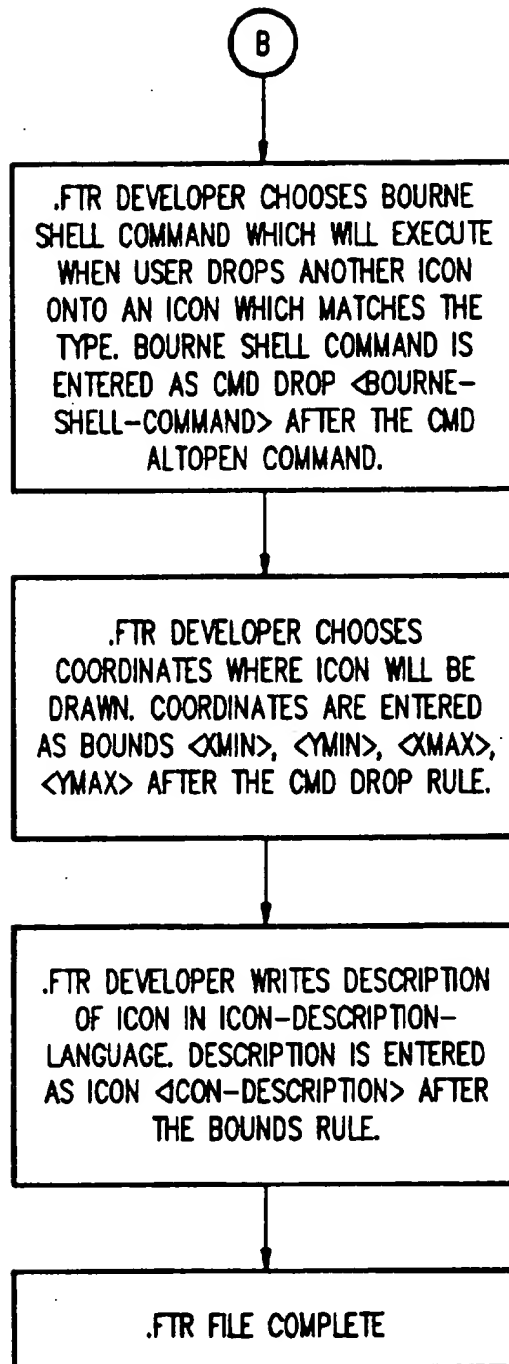 B
.FTR DEVELOPER CHOOSES BOURNE
SHELL COMMAND WHICH WILL EXECUTE
WHEN USER DROPS ANOTHER ICON
ONTO AN ICON WHICH MATCHES THE
TYPE. BOURNE SHELL COMMAND IS
ENTERED AS CMD DROP <BOURNE-
SHELL-COMMAND> AFTER THE CMD
ALTOPEN COMMAND.
.FTR DEVELOPER CHOOSES
COORDINATES WHERE ICON WILL BE
DRAWN. COORDINATES ARE ENTERED
AS BOUNDS <XMIN>, <YMIN>, <XMAX>,
<YMAX> AFTER THE CMD DROP RULE.
.FTR DEVELOPER WRITES DESCRIPTION
OF ICON IN ICON-DESCRIPTION-
LANGUAGE. DESCRIPTION IS ENTERED
AS ICON <ICON-DESCRIPTION> AFTER
THE BOUNDS RULE.
.FTR FILE COMPLETE